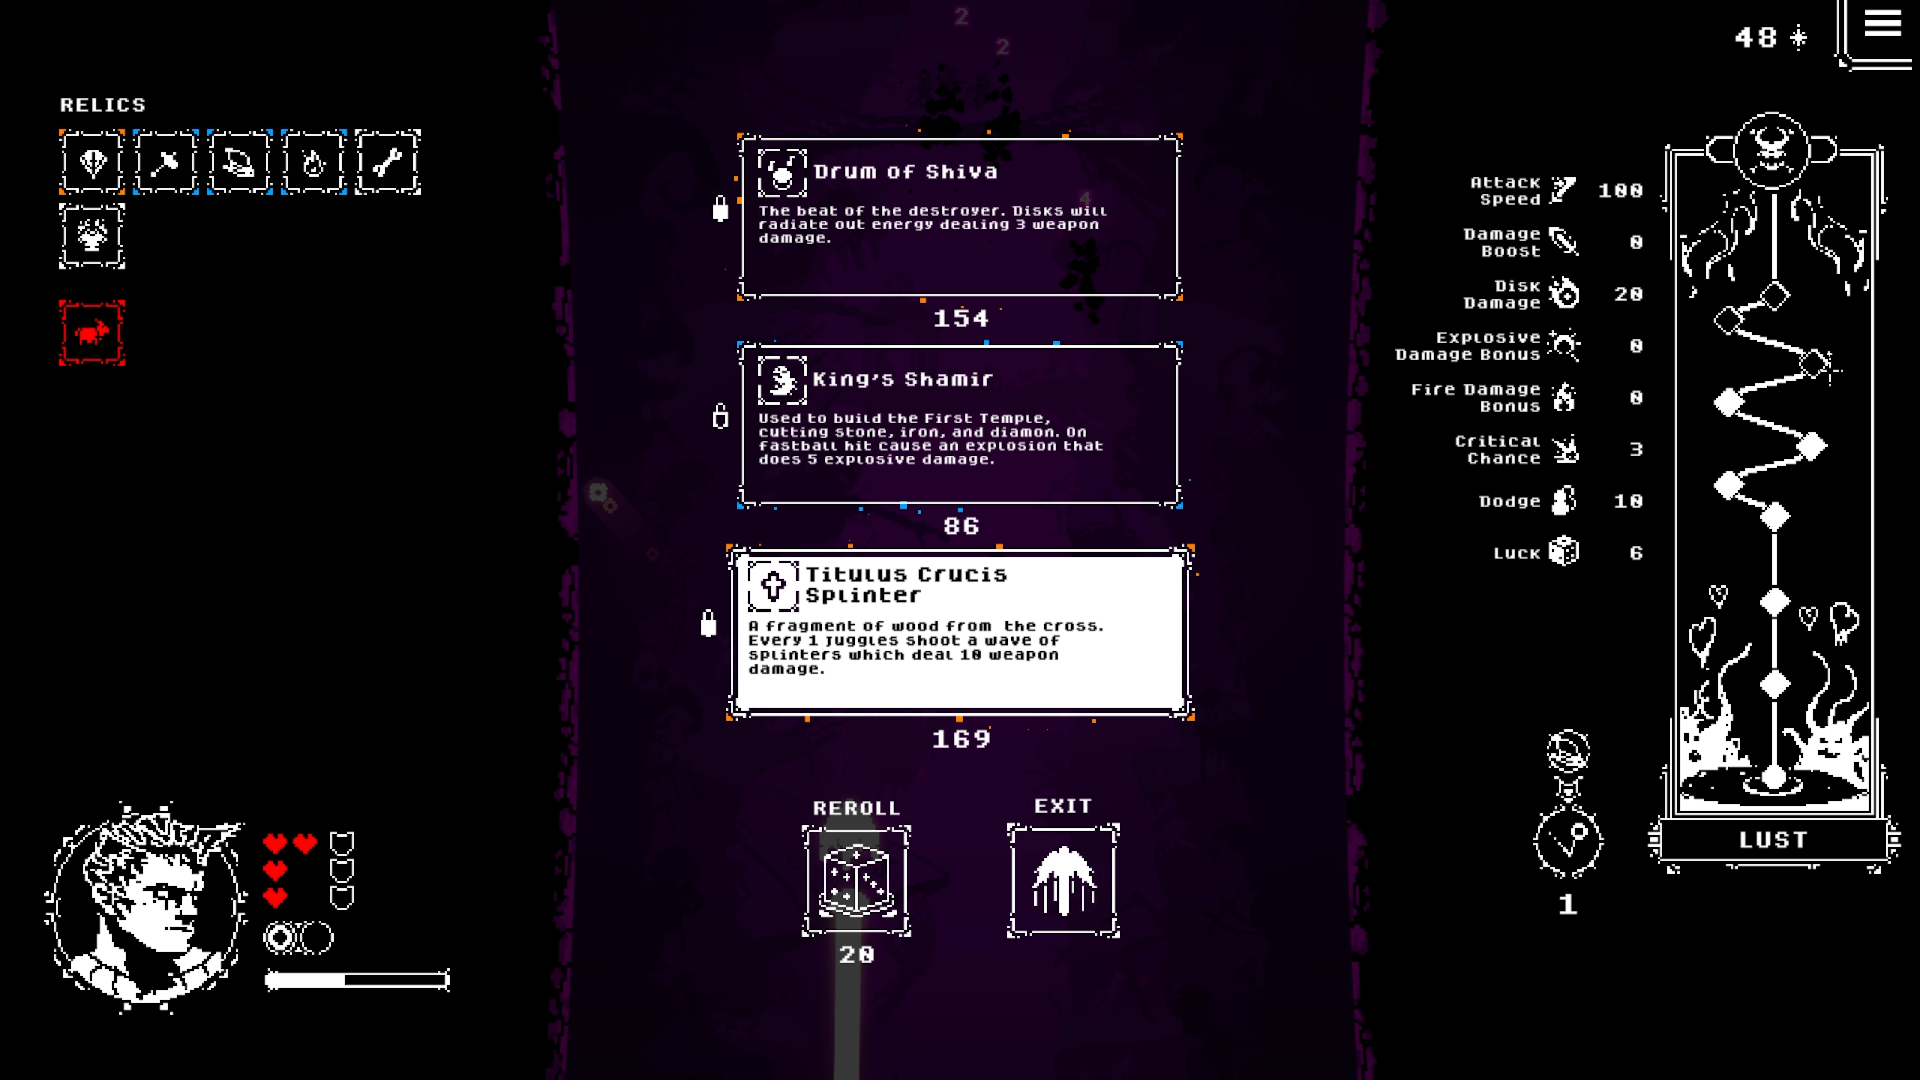 2
2
48
RELICS
Drum of Shiva
The beat of the destroyer. Disks will
radiate out energy dealing 3 weapon
damage.
4
154
King's Shamir
Used to build the First Temple,
cutting stone, iron, and diamon. On
fastball hit cause an explosion that
does 5 explosive damage.
86
Titulus Crucis
Splinter
A fragment of wood from the cross.
Every 1 juggles shoot a wave of
splinters which deal 10 weapon
damage.
169
REROLL
20
EXIT
Attack
Speed
100
Damage
Boost
0
Disk
Damage
20
Explosive
Damage Bonus
0
Fire Damage
Bonus
0
Critical
Chance
3
Dodge
10
Luck
6
1
LUST